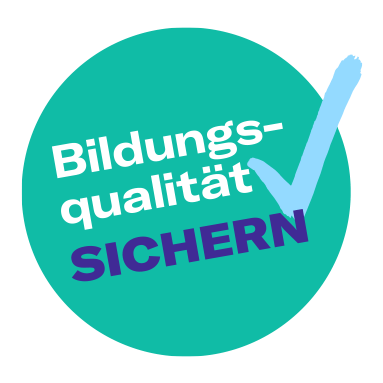 Bildungs-
qualität
SICHERN